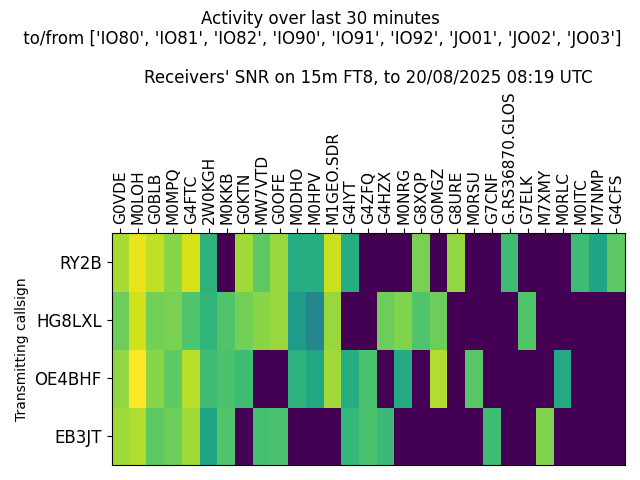 Activity over last 30 minutes
to/from ['IO80', 'IO81', 'IO82', 'IO90', 'IO91', 'IO92', 'JO01', 'JO02', 'JO03']
Receivers' SNR on 15m FT8, to 20/08/2025 08:19 UTC
G0VDE
M0LOH
G0BLB
M0MPQ
G4FTC
2W0KGH
M0KKB
G0KTN
MW7VTD
G0OFE
M0DHO
M0HPV
M1GEO.SDR
G4IYT
G4ZFQ
G4HZX
M0NRG
G8XQP
G0MGZ
G8URE
M0RSU
G7CNF
G.RS36870.GLOS
G7ELK
M7XMY
M0RLC
M0ITC
M7NMP
G4CFS
Transmitting callsign
RY2B
HG8LXL
OE4BHF
EB3JT